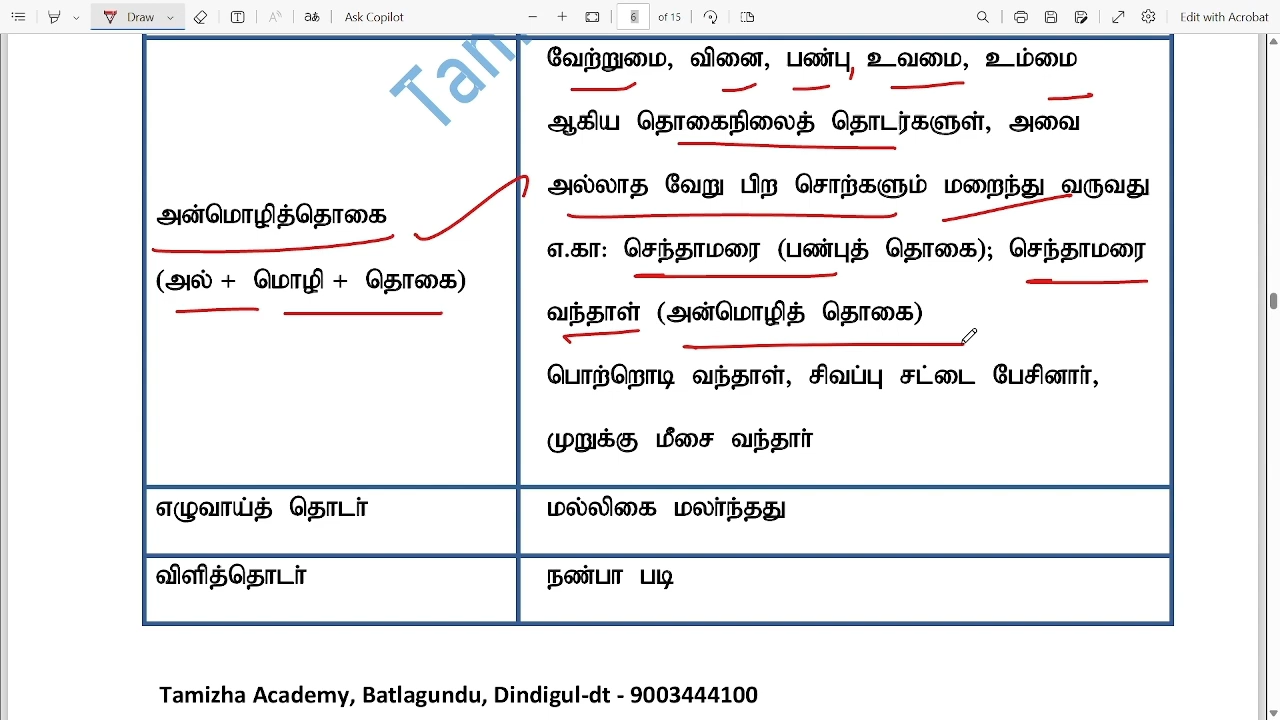 Draw
Ask Copilot
6 of 15
Edit with Acrobat
Tam
வேற்றுமை, வினை, பண்பு, உவமை, உம்மை
ஆகிய தொகைநிலைத் தொடர்களுள், அவை
அல்லாத வேறு பிற சொற்களும் மறைந்து வருவது
அன்மொழித்தொகை
(அல் + மொழி + தொகை)
எ.கா: செந்தாமரை (பண்புத் தொகை); செந்தாமரை
வந்தாள் (அன்மொழித் தொகை)
பொற்றொடி வந்தாள், சிவப்பு சட்டை பேசினார்,
முறுக்கு மீசை வந்தார்
எழுவாய்த் தொடர்
மல்லிகை மலர்ந்தது
விளித்தொடர்
நண்பா படி
Tamizha Academy, Batlagundu, Dindigul-dt - 9003444100